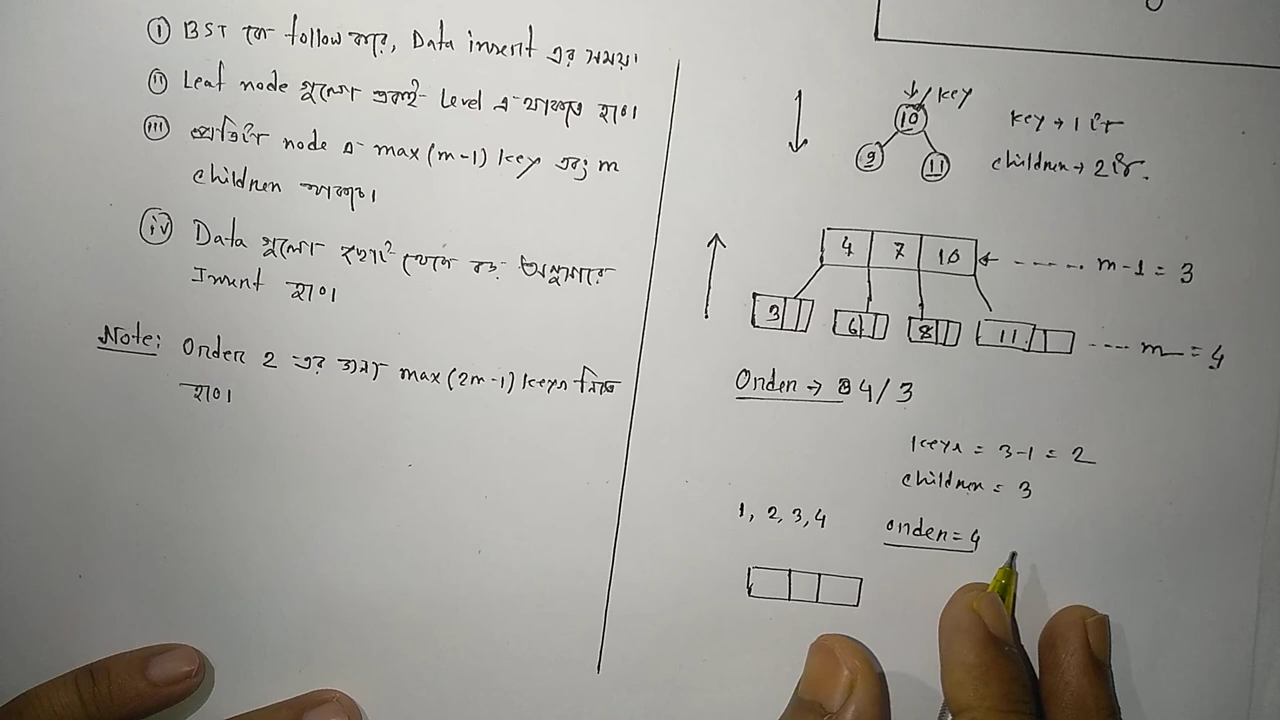 (i) BST কে follow করে, Data insert এর সময়।
(ii) Leaf node গুলো একই Level এ থাকতে হবে।
(iii) প্রতিটি node এ max (m-1) key এবং m
children থাকবে।
(iv) Data গুলো ছোট থেকে বড় অনুসারে
Insert হবে।
Note: Order 2 এর জন্য max (2m-1) keys নিতে
হবে।
key
10
9 11
key → 1 টি
children → 2 টি.
4 7 10 ← ----- m-1 = 3
3 6 8 11 ---- m = 4
Order → 4/3
keys = 3-1 = 2
children = 3
1, 2, 3, 4 order = 4